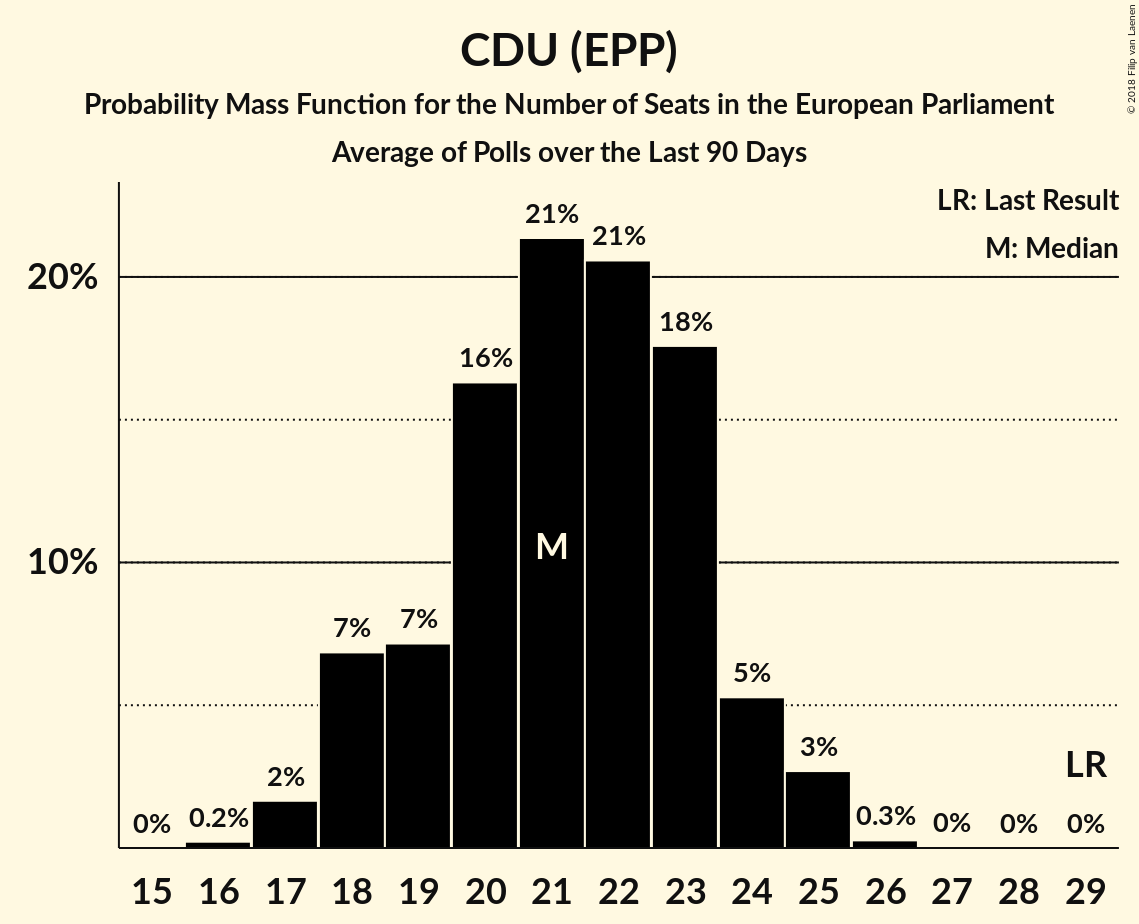 CDU (EPP)
Probability Mass Function for the Number of Seats in the European Parliament
Average of Polls over the Last 90 Days
© 2018 Filip van Laenen
LR: Last Result
M: Median
20%
10%
0%
0.2%
2%
7%
7%
16%
21%
21%
18%
5%
3%
0.3%
0%
0%
0%
M
LR
15 16 17 18 19 20 21 22 23 24 25 26 27 28 29